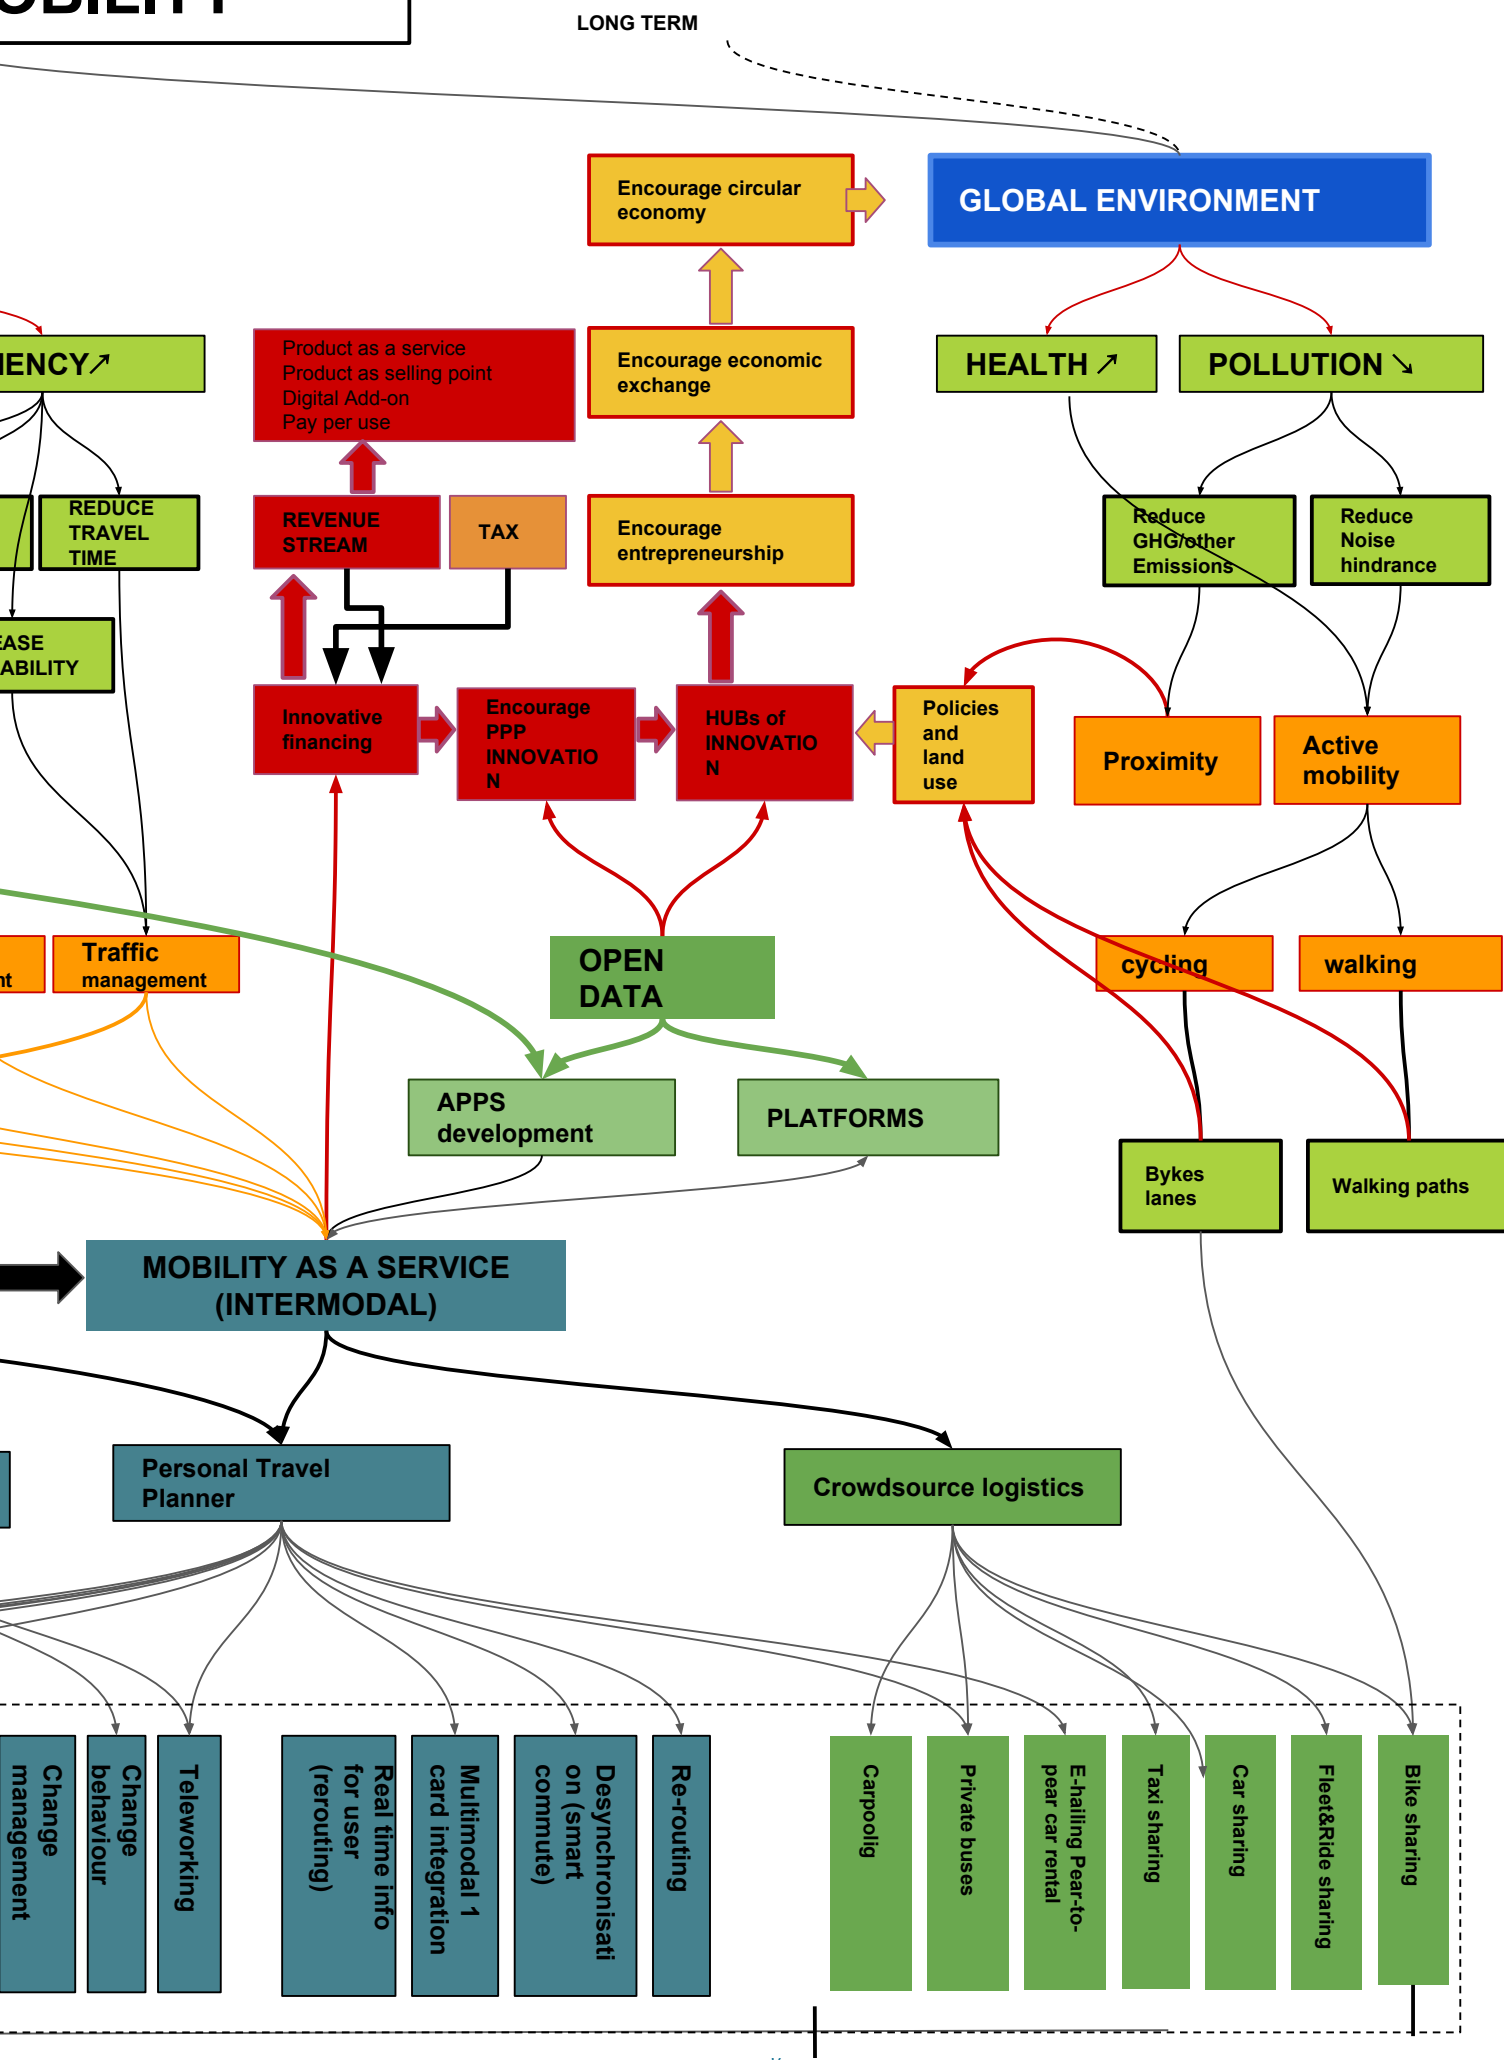 OBILITY
LONG TERM
Encourage circular
economy
GLOBAL ENVIRONMENT
IENCY↗
Product as a service
Product as selling point
Digital Add-on
Pay per use
Encourage economic
exchange
HEALTH ↗
POLLUTION ↘
REDUCE
TRAVEL
TIME
REVENUE
STREAM
TAX
Encourage
entrepreneurship
Reduce
GHG/other
Emissions
Reduce
Noise
hindrance
EASE
ABILITY
Innovative
financing
Encourage
PPP
INNOVATIO
N
HUBs of
INNOVATIO
N
Policies
and
land
use
Proximity
Active
mobility
nt
Traffic
management
OPEN
DATA
cycling
walking
APPS
development
PLATFORMS
Bykes
lanes
Walking paths
MOBILITY AS A SERVICE
(INTERMODAL)
Personal Travel
Planner
Crowdsource logistics
Change
management
Change
behaviour
Teleworking
Real time info
for user
(rerouting)
Multimodal 1
card integration
Desynchronisati
on (smart
commute)
Re-routing
Carpoolig
Private buses
E-hailing Pear-to-
pear car rental
Taxi sharing
Car sharing
Fleet&Ride sharing
Bike sharing